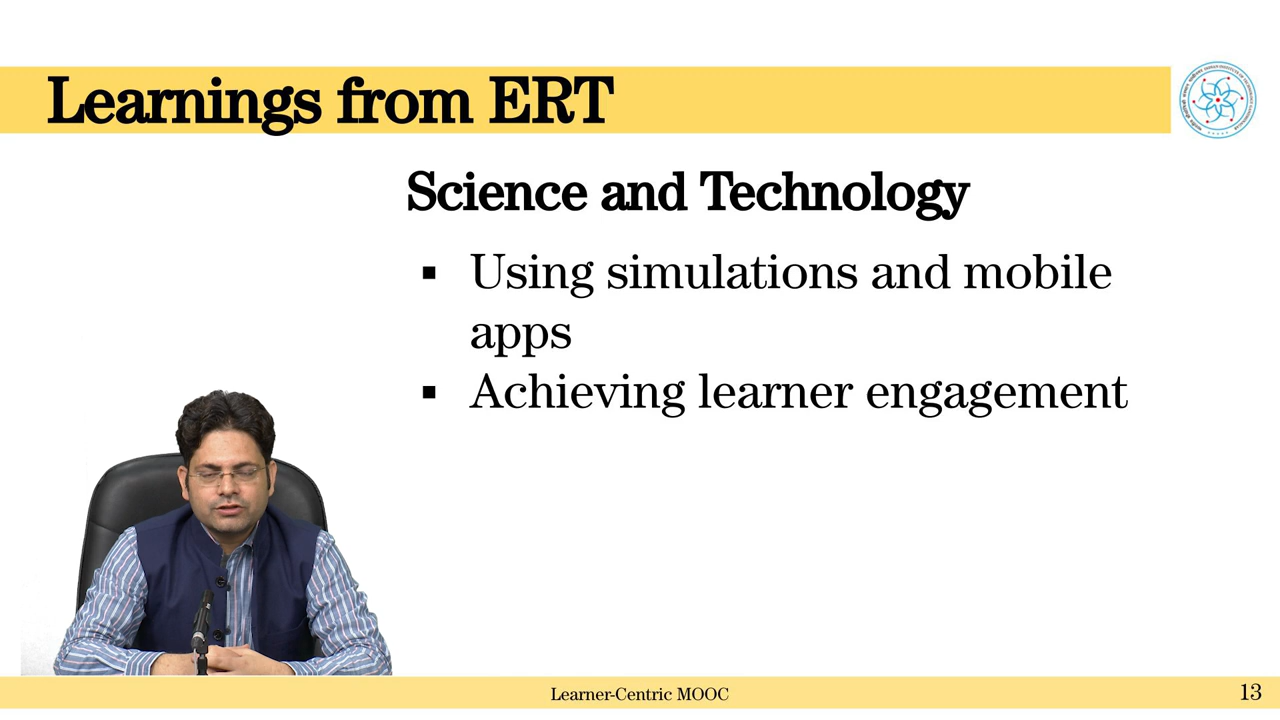 Learnings from ERT
Science and Technology
▪ Using simulations and mobile
apps
▪ Achieving learner engagement
Learner-Centric MOOC
13